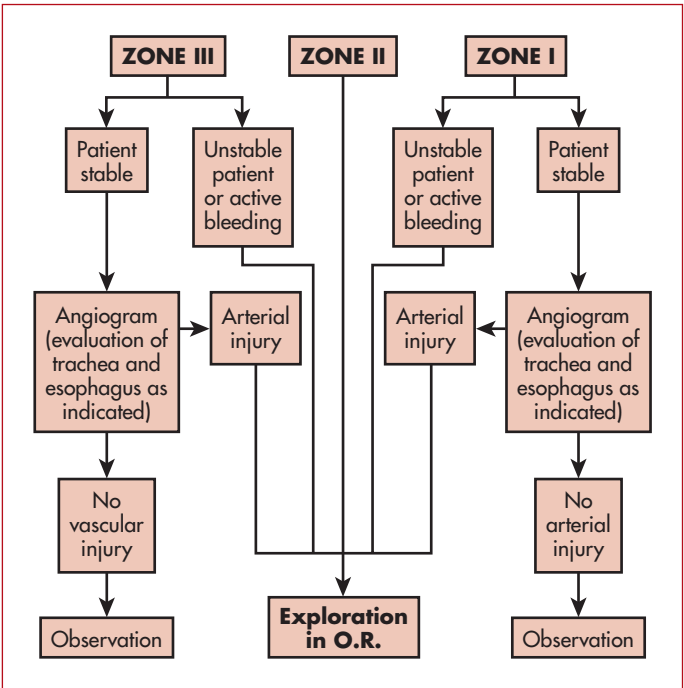 ZONE III
ZONE II
ZONE I
Patient
stable
Unstable
patient
or active
bleeding
Unstable
patient
or active
bleeding
Patient
stable
Angiogram
(evaluation of
trachea and
esophagus as
indicated)
Arterial
injury
Arterial
injury
Angiogram
(evaluation of
trachea and
esophagus as
indicated)
No
vascular
injury
No
arterial
injury
Observation
Exploration
in O.R.
Observation